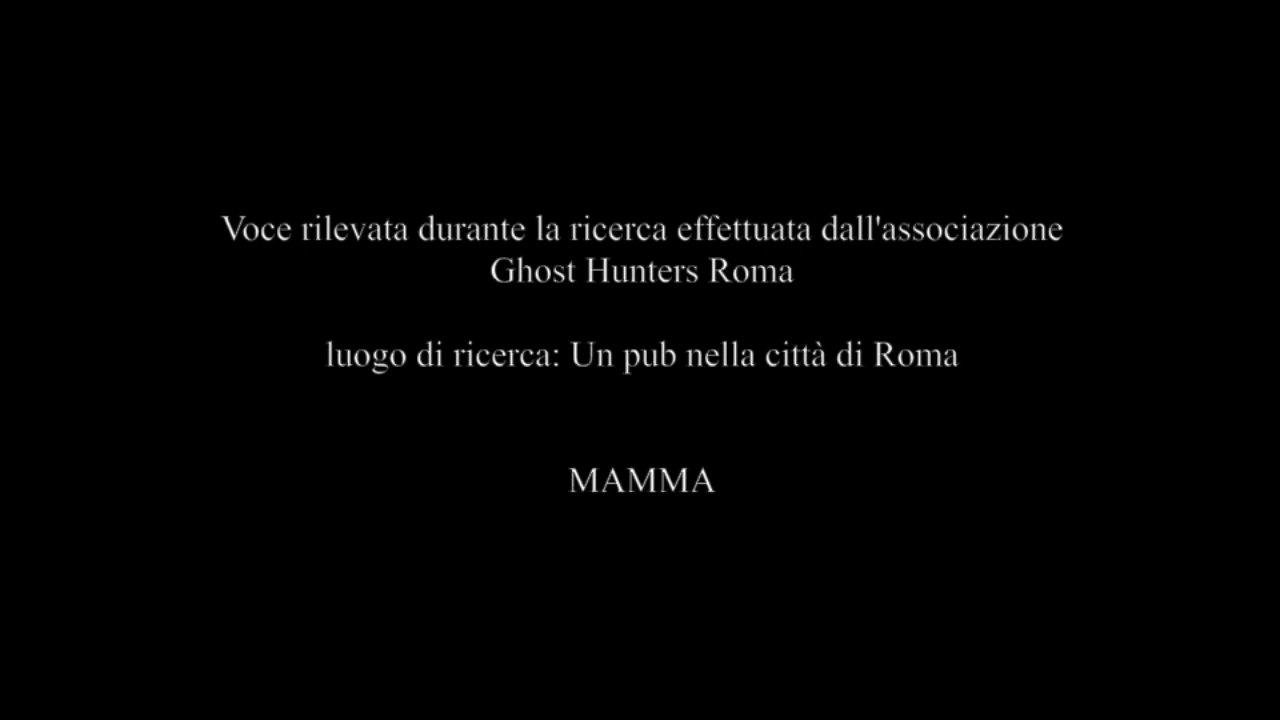 Voce rilevata durante la ricerca effettuata dall'associazione
Ghost Hunters Roma
luogo di ricerca: Un pub nella città di Roma
MAMMA